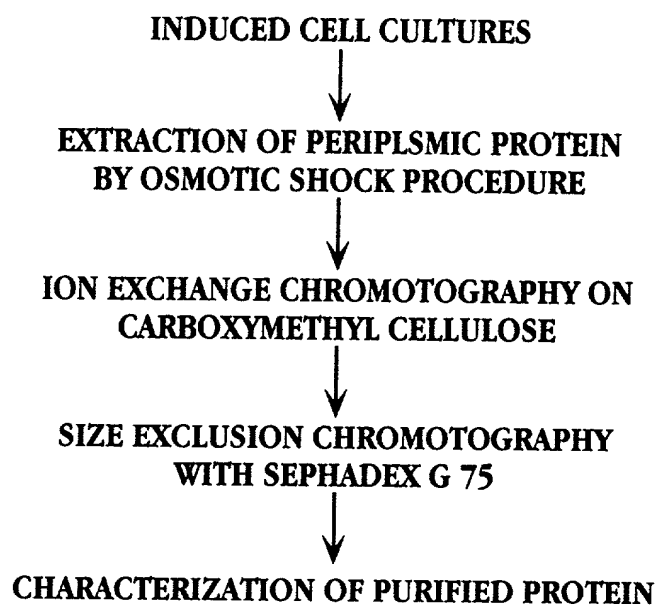 INDUCED CELL CULTURES
EXTRACTION OF PERIPLSMIC PROTEIN
BY OSMOTIC SHOCK PROCEDURE
ION EXCHANGE CHROMOTOGRAPHY ON
CARBOXYMETHYL CELLULOSE
SIZE EXCLUSION CHROMOTOGRAPHY
WITH SEPHADEX G 75
CHARACTERIZATION OF PURIFIED PROTEIN